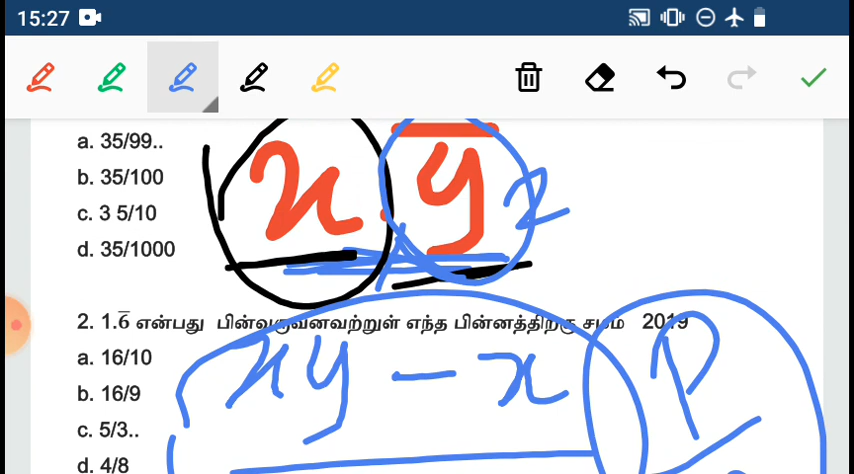 15:27
a. 35/99..
b. 35/100
c. 3 5/10
d. 35/1000
x . y z
2. 1.6̅ என்பது பின்வருவனவற்றுள் எந்த பின்னத்திற்கு சமம் 2019
a. 16/10
b. 16/9
c. 5/3..
d. 4/8
xy - x P